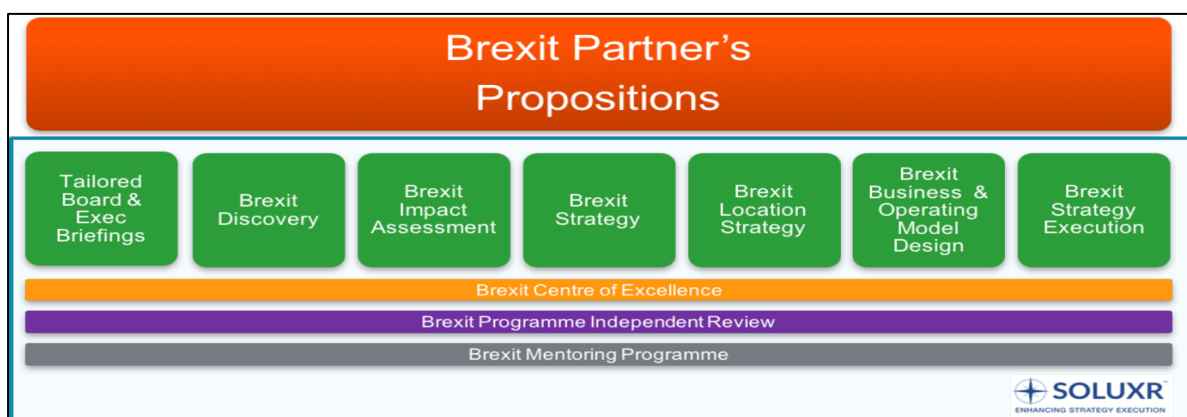 Brexit Partner's
Propositions
Tailored
Board &
Exec
Briefings
Brexit
Discovery
Brexit
Impact
Assessment
Brexit
Strategy
Brexit
Location
Strategy
Brexit
Business &
Operating
Model
Design
Brexit
Strategy
Execution
Brexit Centre of Excellence
Brexit Programme Independent Review
Brexit Mentoring Programme
SOLUXR™
ENHANCING STRATEGY EXECUTION